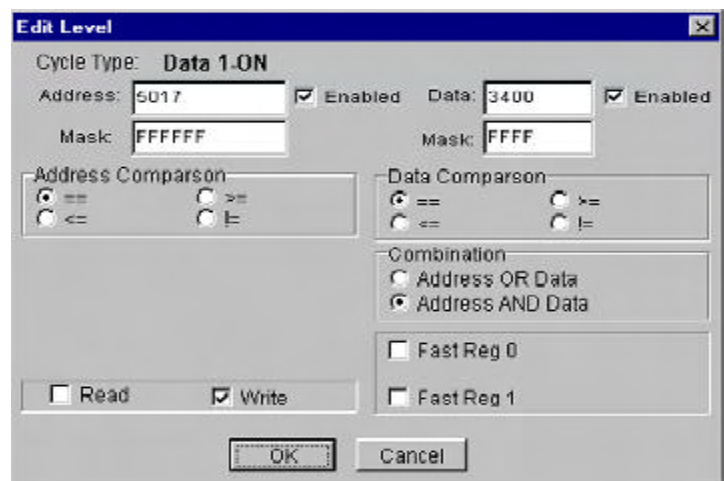 Edit Level
Cycle Type: Data 1-ON
Address: 5017 Enabled Data: 3400 Enabled
Mask: FFFFFF Mask: FFFF
Address Comparson Data Comparson
== >= == >=
<= != <= !=
Combination
Address OR Data
Address AND Data
Fast Reg 0
Read Write Fast Reg 1
OK Cancel